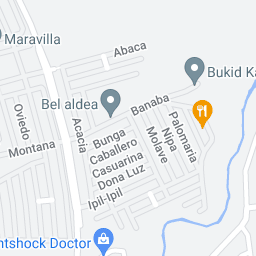 Maravilla
Abaca
Bukid Ka
Bel aldea
Banaba
Oviedo
Acacia
Montana
Bunga
Caballero
Casuarina
Dona Luz
Ipil-Ipil
Molave
Nipa
Palomaria
ntshock Doctor